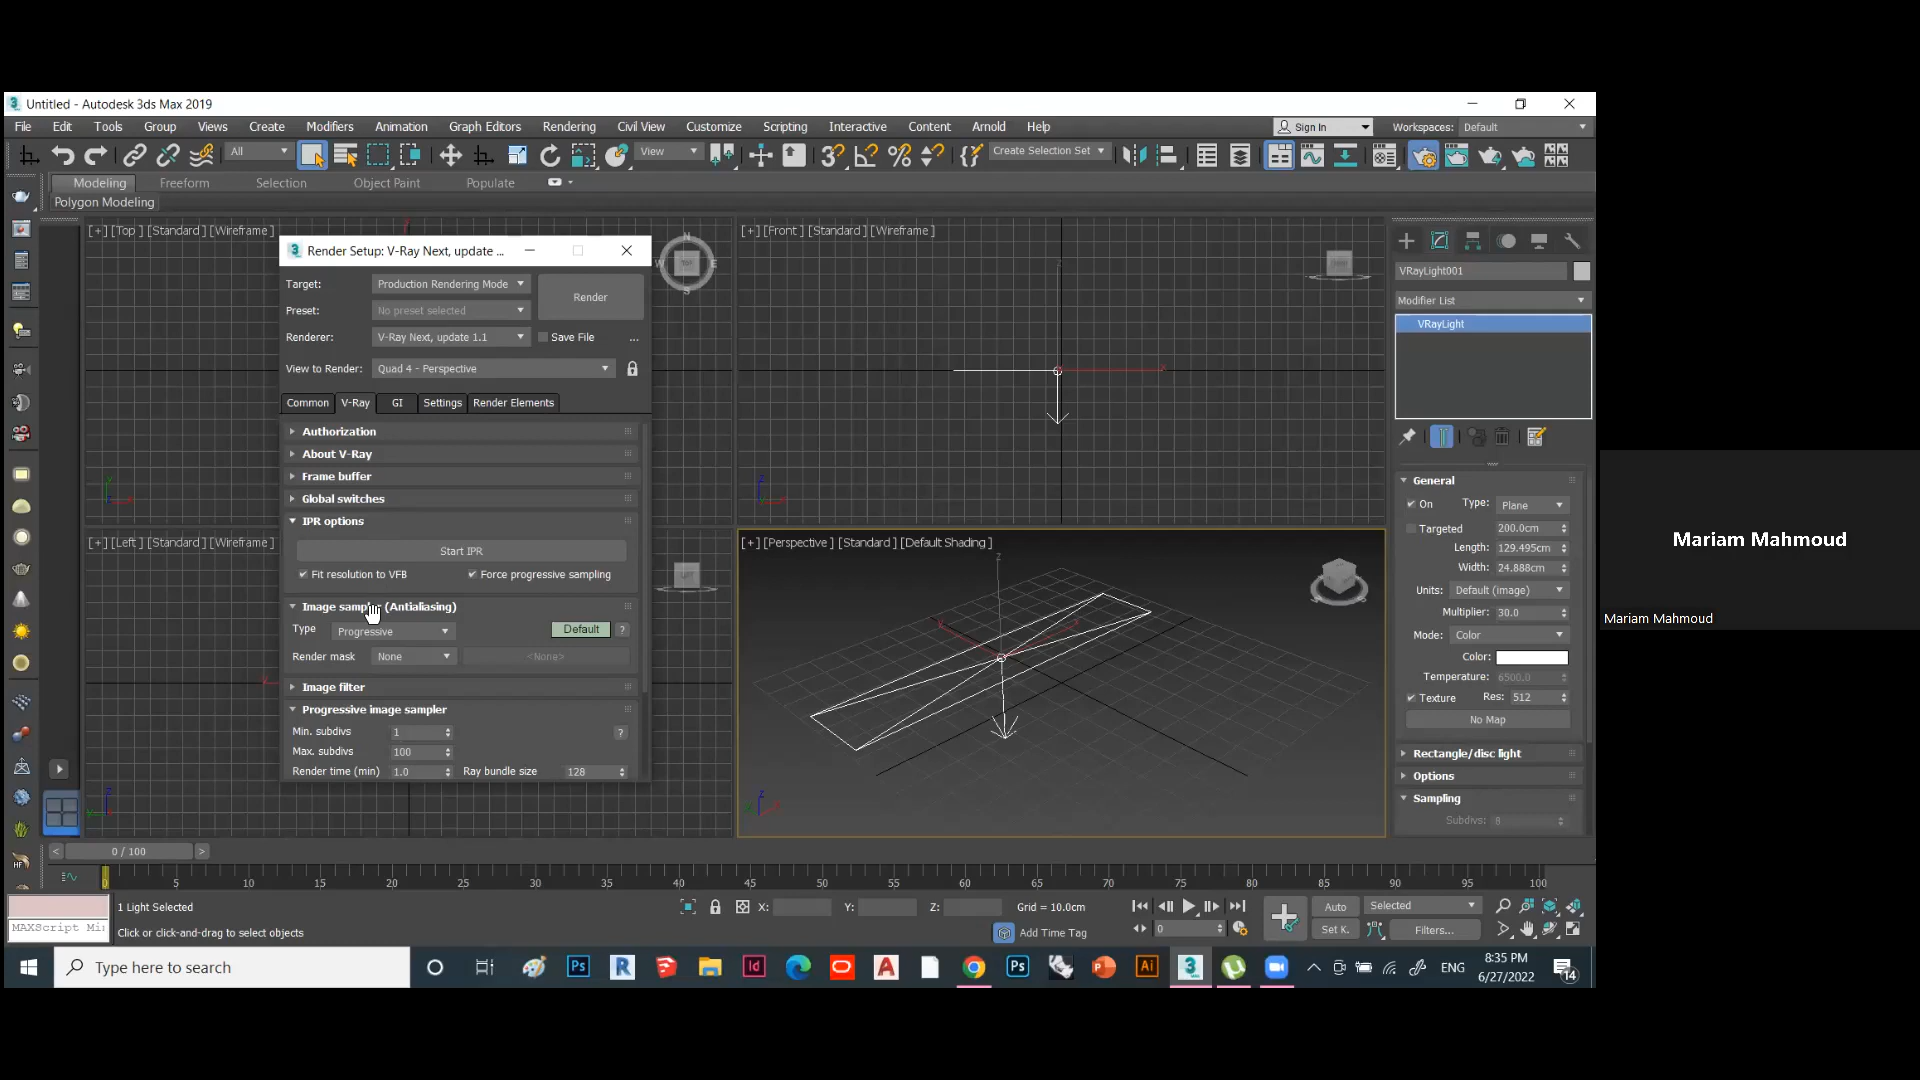 Untitled - Autodesk 3ds Max 2019
File Edit Tools Group Views Create Modifiers Animation Graph Editors Rendering Civil View Customize Scripting Interactive Content Arnold Help Sign In Workspaces: Default
All View Create Selection Set
Modeling Freeform Selection Object Paint Populate
Polygon Modeling
[+] [Top] [Standard] [Wireframe]
[+] [Front] [Standard] [Wireframe]
Render Setup: V-Ray Next, update ...
Target: Production Rendering Mode
Render
Preset: No preset selected
Renderer: V-Ray Next, update 1.1 Save File ...
View to Render: Quad 4 - Perspective
Common V-Ray GI Settings Render Elements
Authorization
About V-Ray
Frame buffer
Global switches
IPR options
Start IPR
Fit resolution to VFB Force progressive sampling
Image sampler (Antialiasing)
Type Progressive Default ?
Render mask None <None>
Image filter
Progressive image sampler
Min. subdivs 1 ?
Max. subdivs 100
Render time (min) 1.0 Ray bundle size 128
[+] [Left] [Standard] [Wireframe]
[+] [Perspective] [Standard] [Default Shading]
VRayLight001
Modifier List
VRayLight
General
On Type: Plane
Targeted 200.0cm
Length: 129.495cm
Width: 24.888cm
Units: Default (image)
Multiplier: 30.0
Mode: Color
Color:
Temperature: 6500.0
Texture Res: 512
No Map
Rectangle/disc light
Options
Sampling
Subdivs: 8
0 / 100
0 5 10 15 20 25 30 35 40 45 50 55 60 65 70 75 80 85 90 95 100
1 Light Selected X: Y: Z: Grid = 10.0cm Auto Selected
MAXScript Mi Click or click-and-drag to select objects Add Time Tag 0 Set K. Filters...
Type here to search ENG 8:35 PM
6/27/2022
14
Mariam Mahmoud
Mariam Mahmoud